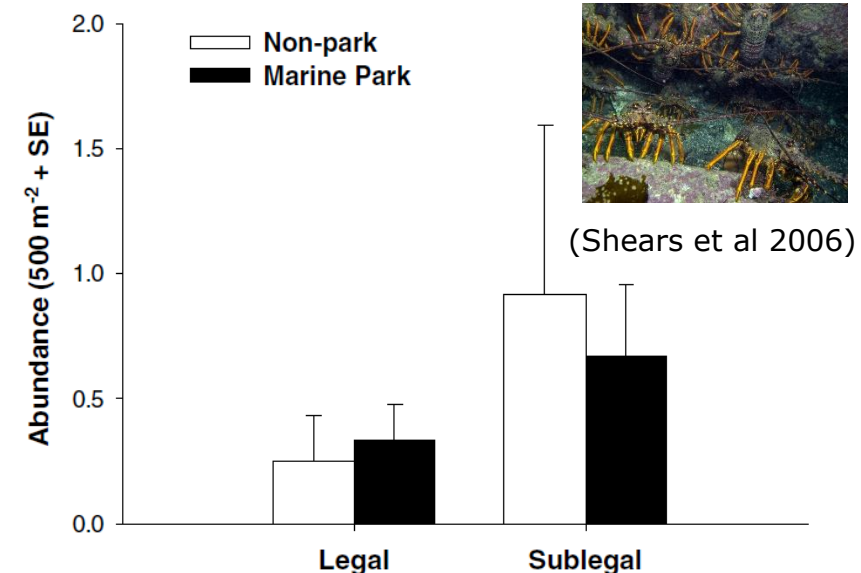 2.0
1.5
1.0
0.5
0.0
Abundance (500 m⁻² + SE)
Non-park
Marine Park
(Shears et al 2006)
Legal
Sublegal